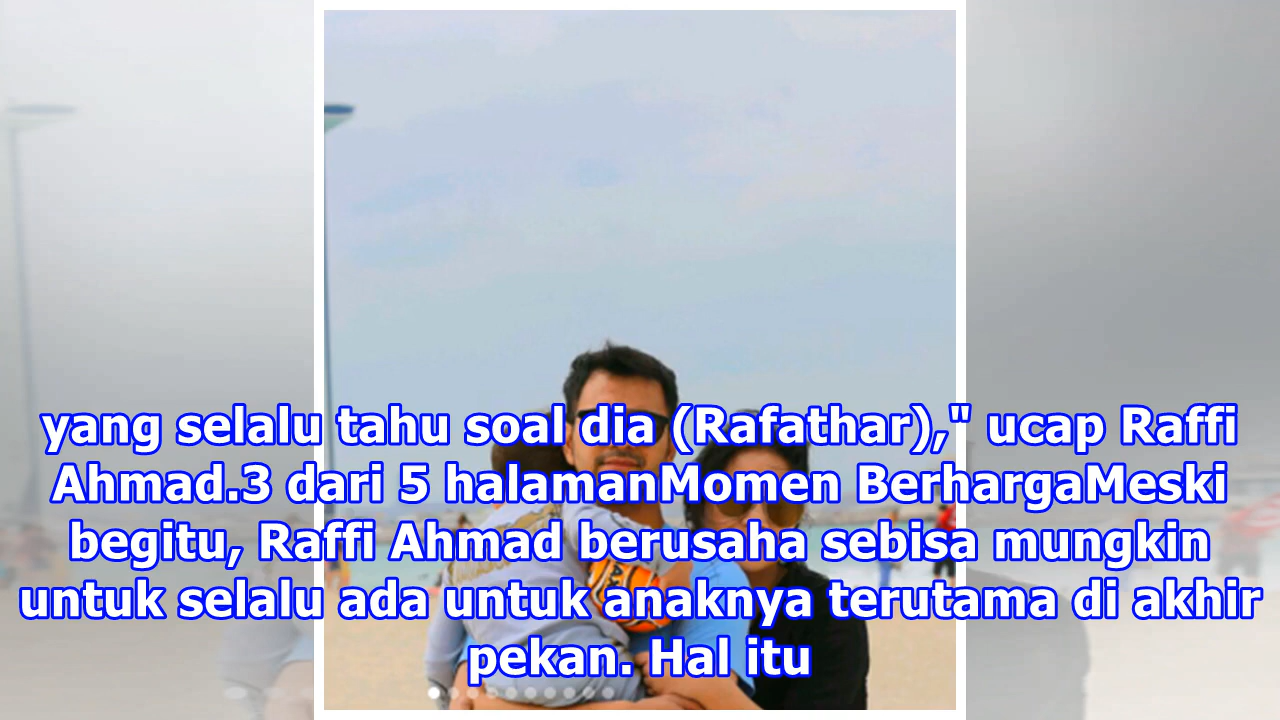 yang selalu tahu soal dia (Rafathar)," ucap Raffi
Ahmad.3 dari 5 halamanMomen BerhargaMeski
begitu, Raffi Ahmad berusaha sebisa mungkin
untuk selalu ada untuk anaknya terutama di akhir
pekan. Hal itu